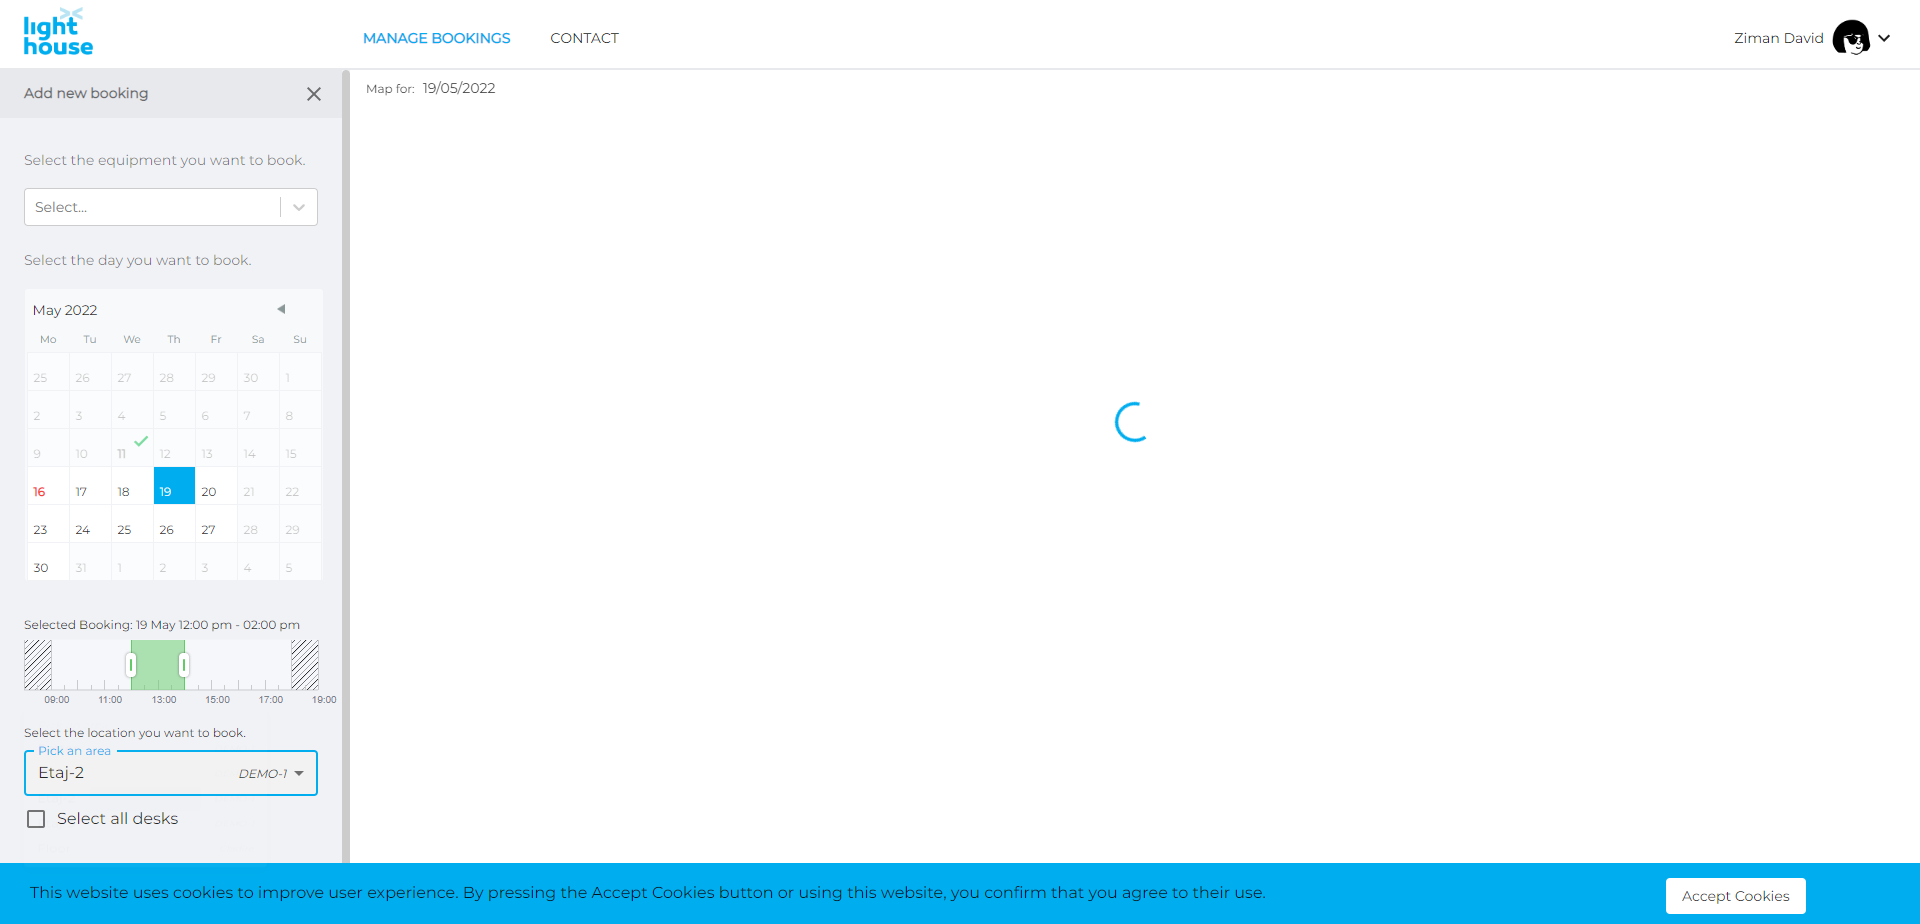 light
house
MANAGE BOOKINGS
CONTACT
Ziman David
Add new booking
Map for: 19/05/2022
Select the equipment you want to book.
Select...
Select the day you want to book.
May 2022
Mo Tu We Th Fr Sa Su
25 26 27 28 29 30 1
2 3 4 5 6 7 8
9 10 11 12 13 14 15
16 17 18 19 20 21 22
23 24 25 26 27 28 29
30 31 1 2 3 4 5
Selected Booking: 19 May 12:00 pm - 02:00 pm
09:00 11:00 13:00 15:00 17:00 19:00
Select the location you want to book.
Pick an area
Etaj-2 DEMO-1
Select all desks
This website uses cookies to improve user experience. By pressing the Accept Cookies button or using this website, you confirm that you agree to their use.
Accept Cookies